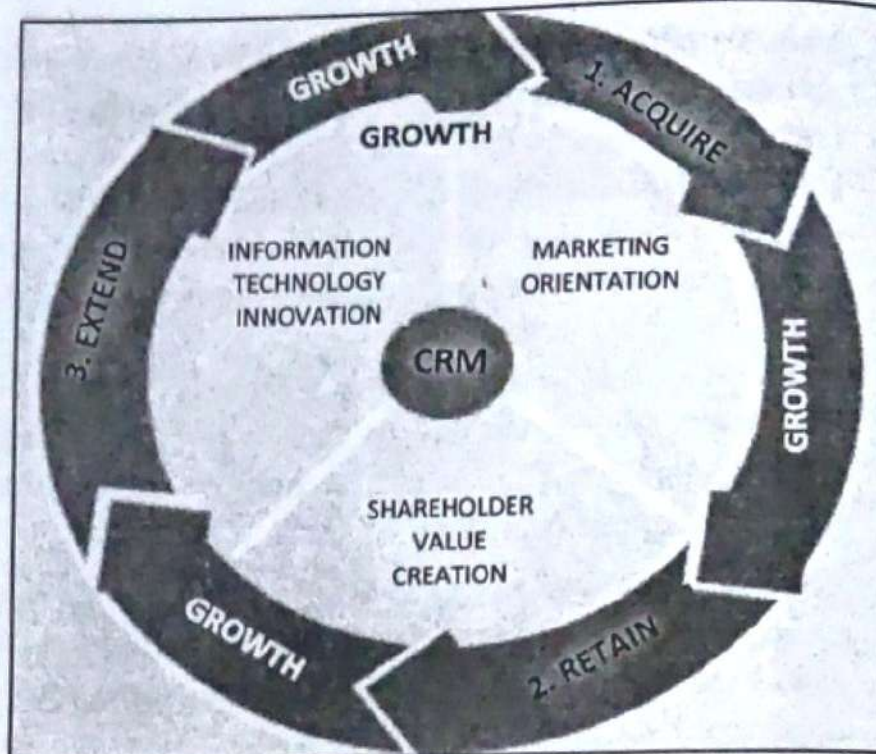 GROWTH
1. ACQUIRE
GROWTH
INFORMATION
TECHNOLOGY
INNOVATION
MARKETING
ORIENTATION
CRM
GROWTH
3. EXTEND
SHAREHOLDER
VALUE
CREATION
2. RETAIN
GROWTH